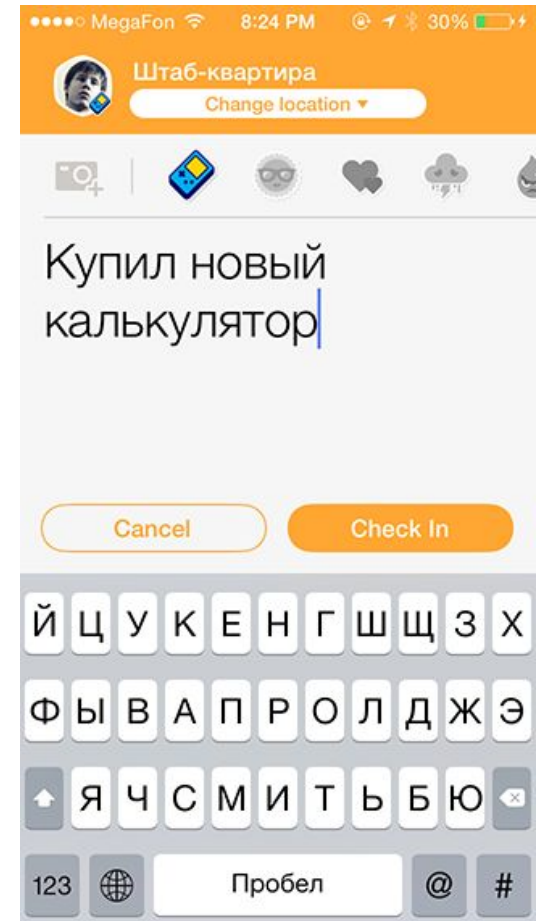 MegaFon 8:24 PM 30%
Штаб-квартира
Change location
Купил новый
калькулятор
Cancel Check In
Й Ц У К Е Н Г Ш Щ З Х
Ф Ы В А П Р О Л Д Ж Э
Я Ч С М И Т Ь Б Ю
123 Пробел @ #